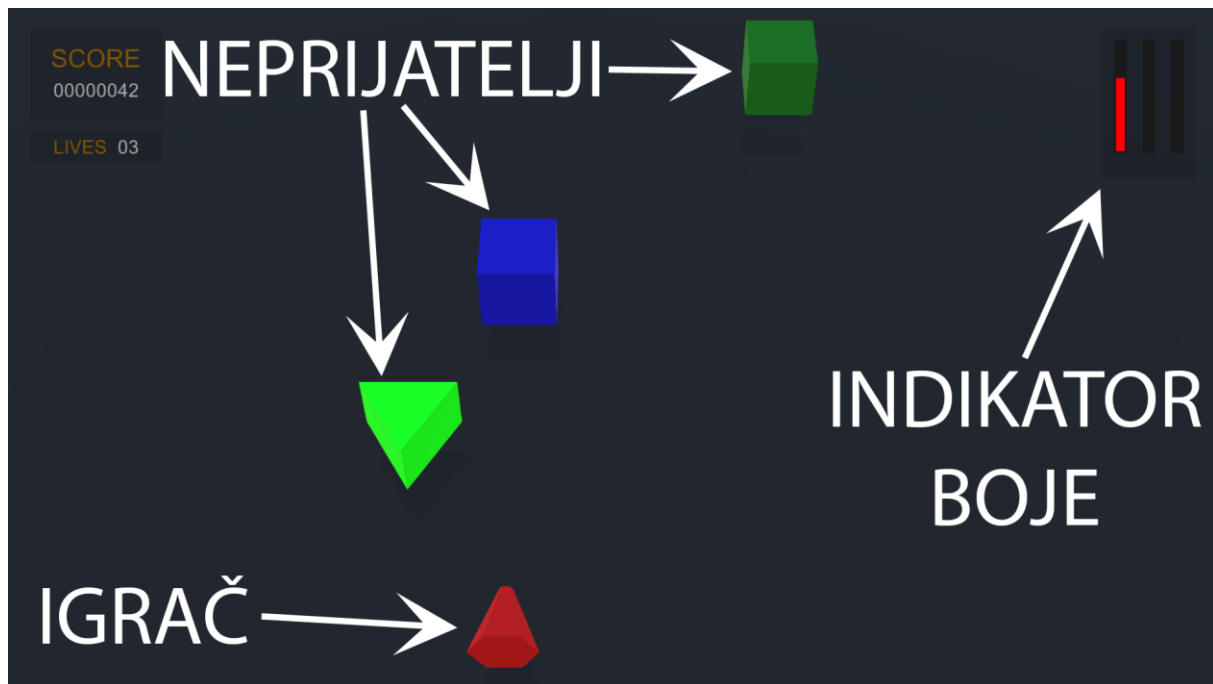 SCORE
00000042
LIVES 03
NEPRIJATELJI
INDIKATOR
BOJE
IGRAČ